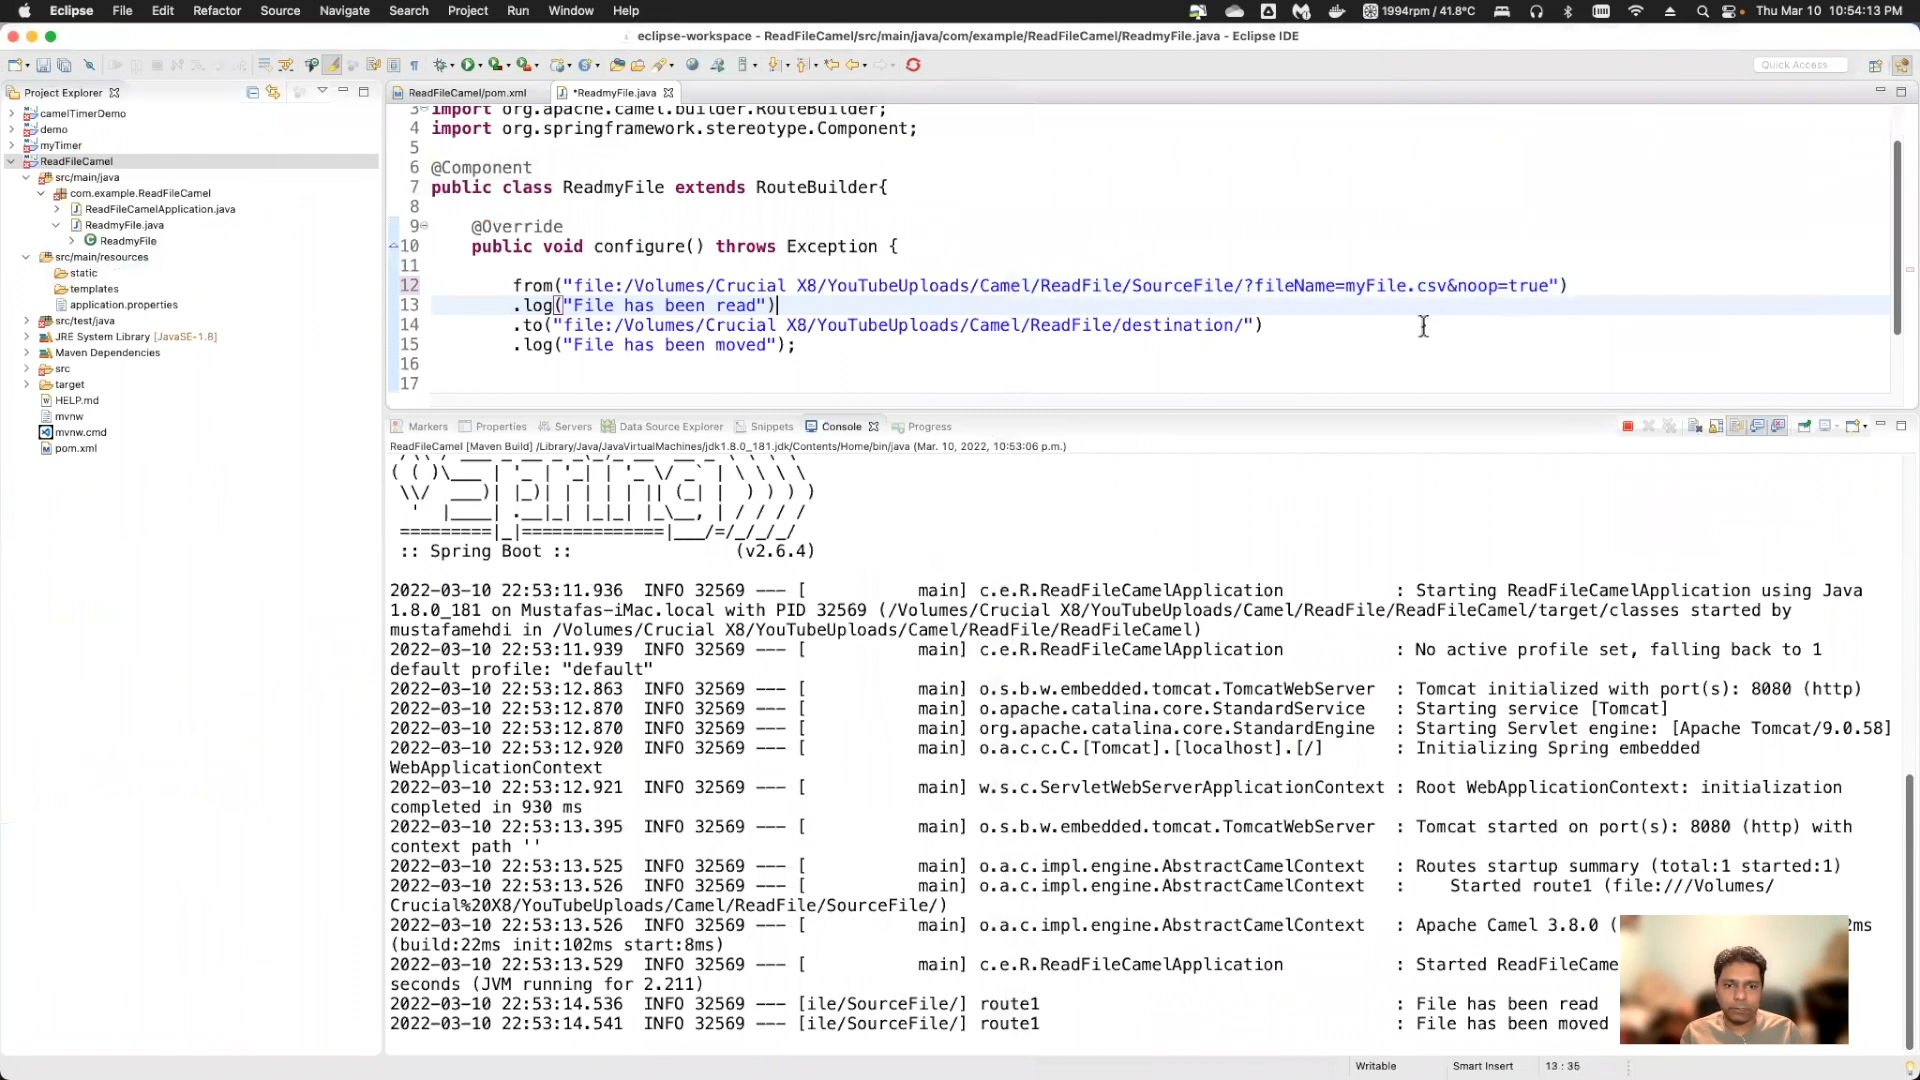 Eclipse File Edit Refactor Source Navigate Search Project Run Window Help 1994rpm / 41.8°C Thu Mar 10 10:54:13 PM
eclipse-workspace - ReadFileCamel/src/main/java/com/example/ReadFileCamel/ReadmyFile.java - Eclipse IDE
Quick Access
Project Explorer
camelTimerDemo
demo
myTimer
ReadFileCamel
src/main/java
com.example.ReadFileCamel
ReadFileCamelApplication.java
ReadmyFile.java
ReadmyFile
src/main/resources
static
templates
application.properties
src/test/java
JRE System Library [JavaSE-1.8]
Maven Dependencies
src
target
HELP.md
mvnw
mvnw.cmd
pom.xml
ReadFileCamel/pom.xml *ReadmyFile.java
3 import org.apache.camel.builder.RouteBuilder;
4 import org.springframework.stereotype.Component;
5
6 @Component
7 public class ReadmyFile extends RouteBuilder{
8
9 @Override
10 public void configure() throws Exception {
11
12 from("file:/Volumes/Crucial X8/YouTubeUploads/Camel/ReadFile/SourceFile/?fileName=myFile.csv&noop=true")
13 .log("File has been read")
14 .to("file:/Volumes/Crucial X8/YouTubeUploads/Camel/ReadFile/destination/")
15 .log("File has been moved");
16
17
Markers Properties Servers Data Source Explorer Snippets Console Progress
ReadFileCamel [Maven Build] /Library/Java/JavaVirtualMachines/jdk1.8.0_181.jdk/Contents/Home/bin/java (Mar. 10, 2022, 10:53:06 p.m.)
:: Spring Boot :: (v2.6.4)
2022-03-10 22:53:11.936 INFO 32569 --- [ main] c.e.R.ReadFileCamelApplication : Starting ReadFileCamelApplication using Java
1.8.0_181 on Mustafas-iMac.local with PID 32569 (/Volumes/Crucial X8/YouTubeUploads/Camel/ReadFile/ReadFileCamel/target/classes started by
mustafamehdi in /Volumes/Crucial X8/YouTubeUploads/Camel/ReadFile/ReadFileCamel)
2022-03-10 22:53:11.939 INFO 32569 --- [ main] c.e.R.ReadFileCamelApplication : No active profile set, falling back to 1
default profile: "default"
2022-03-10 22:53:12.863 INFO 32569 --- [ main] o.s.b.w.embedded.tomcat.TomcatWebServer : Tomcat initialized with port(s): 8080 (http)
2022-03-10 22:53:12.870 INFO 32569 --- [ main] o.apache.catalina.core.StandardService : Starting service [Tomcat]
2022-03-10 22:53:12.870 INFO 32569 --- [ main] org.apache.catalina.core.StandardEngine : Starting Servlet engine: [Apache Tomcat/9.0.58]
2022-03-10 22:53:12.920 INFO 32569 --- [ main] o.a.c.c.C.[Tomcat].[localhost].[/] : Initializing Spring embedded
WebApplicationContext
2022-03-10 22:53:12.921 INFO 32569 --- [ main] w.s.c.ServletWebServerApplicationContext : Root WebApplicationContext: initialization
completed in 930 ms
2022-03-10 22:53:13.395 INFO 32569 --- [ main] o.s.b.w.embedded.tomcat.TomcatWebServer : Tomcat started on port(s): 8080 (http) with
context path ''
2022-03-10 22:53:13.525 INFO 32569 --- [ main] o.a.c.impl.engine.AbstractCamelContext : Routes startup summary (total:1 started:1)
2022-03-10 22:53:13.526 INFO 32569 --- [ main] o.a.c.impl.engine.AbstractCamelContext : Started route1 (file:///Volumes/
Crucial%20X8/YouTubeUploads/Camel/ReadFile/SourceFile/)
2022-03-10 22:53:13.526 INFO 32569 --- [ main] o.a.c.impl.engine.AbstractCamelContext : Apache Camel 3.8.0 ( 2ms
(build:22ms init:102ms start:8ms)
2022-03-10 22:53:13.529 INFO 32569 --- [ main] c.e.R.ReadFileCamelApplication : Started ReadFileCame
seconds (JVM running for 2.211)
2022-03-10 22:53:14.536 INFO 32569 --- [ile/SourceFile/] route1 : File has been read
2022-03-10 22:53:14.541 INFO 32569 --- [ile/SourceFile/] route1 : File has been moved
Writable Smart Insert 13 : 35